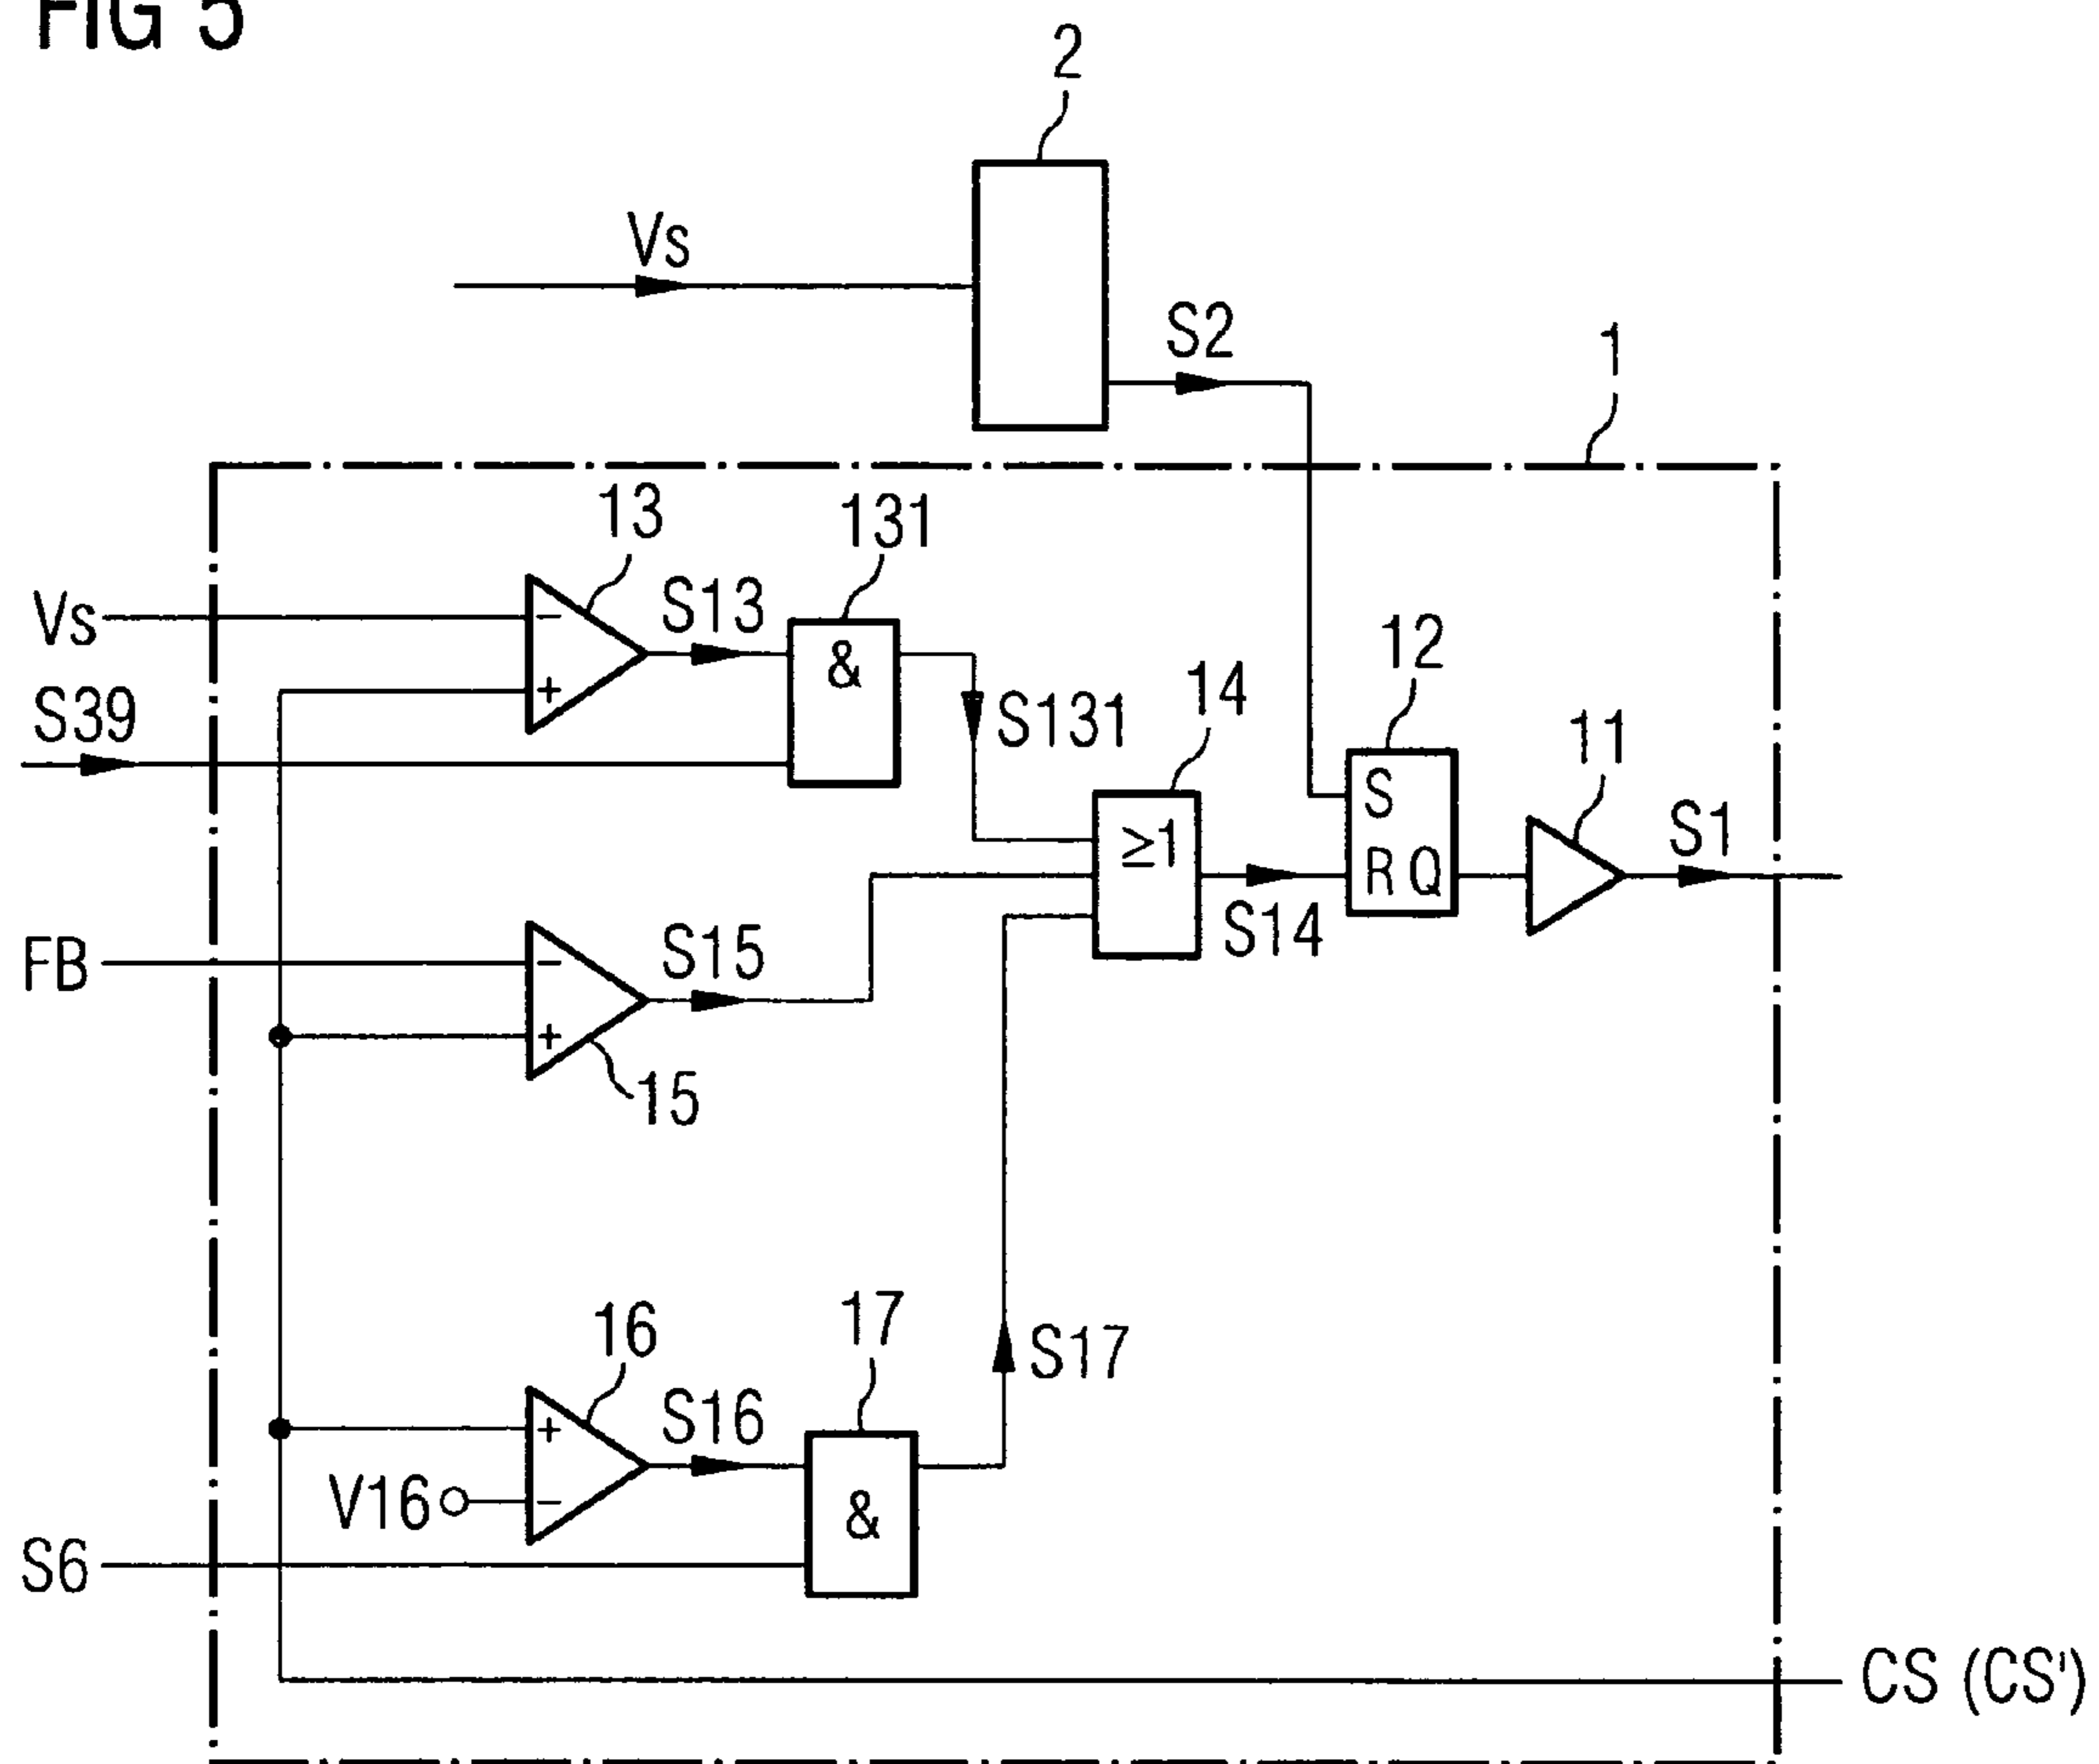 FIG 5
2
Vs
S2
1
13
131
Vs
S13
&
12
S39
S131
14
11
S
≥1
S1
R Q
S14
FB
S15
15
16
17
S17
S16
V16
&
S6
CS (CS')